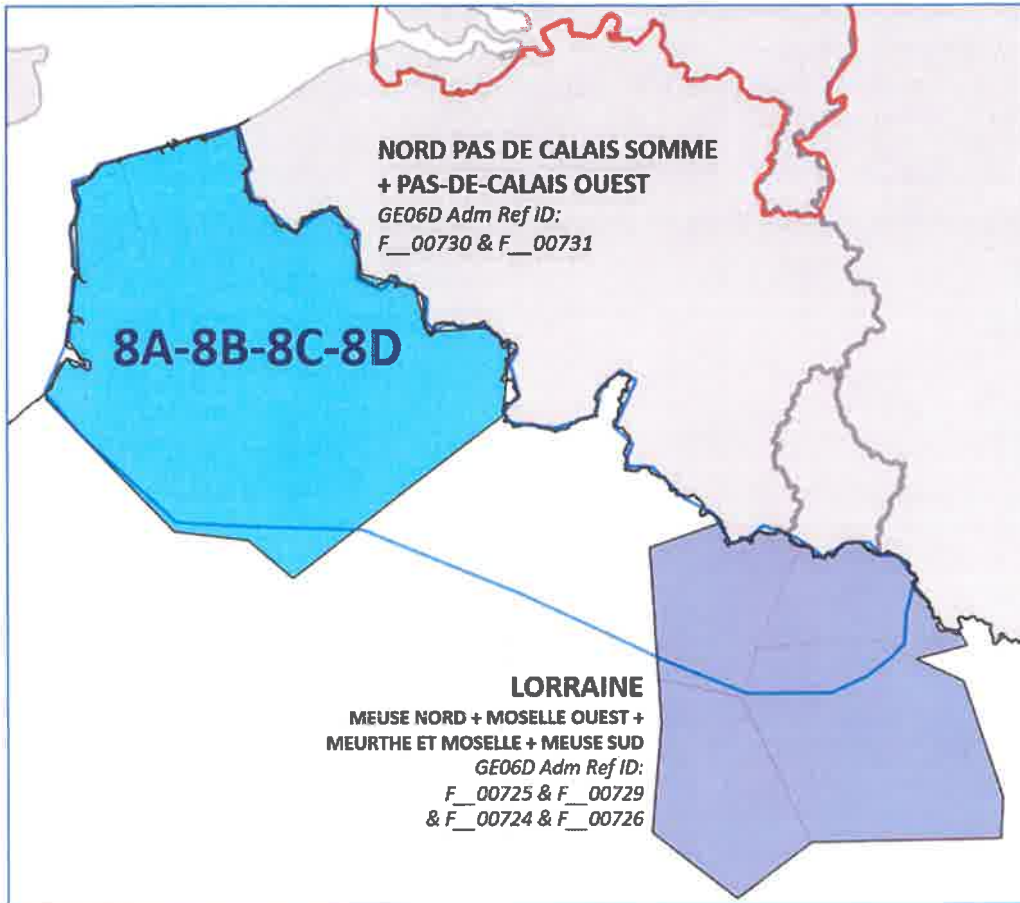 NORD PAS DE CALAIS SOMME
+ PAS-DE-CALAIS OUEST
GE06D Adm Ref ID:
F__00730 & F__00731
8A-8B-8C-8D
LORRAINE
MEUSE NORD + MOSELLE OUEST +
MEURTHE ET MOSELLE + MEUSE SUD
GE06D Adm Ref ID:
F__00725 & F__00729
& F__00724 & F__00726